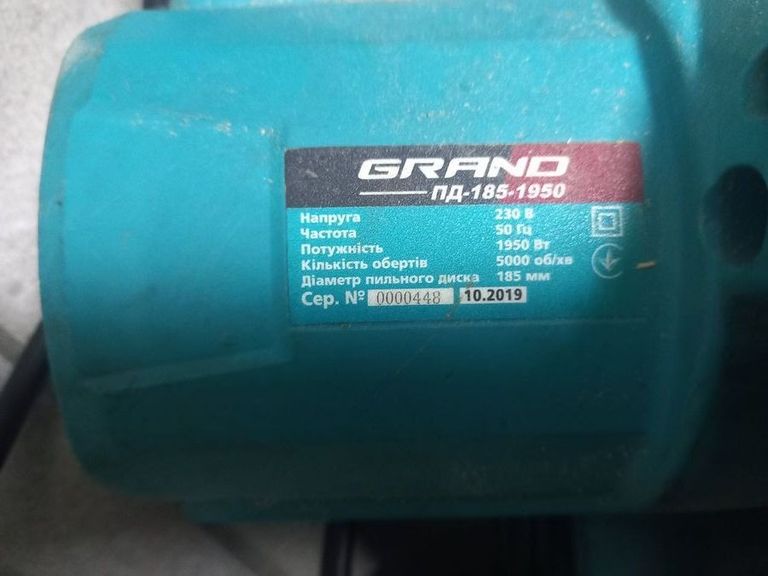 GRAND
ПД-185-1950
Напруга 230 В
Частота 50 Гц
Потужність 1950 Вт
Кількість обертів 5000 об/хв
Діаметр пильного диска 185 мм
Сер. № 0000448 10.2019